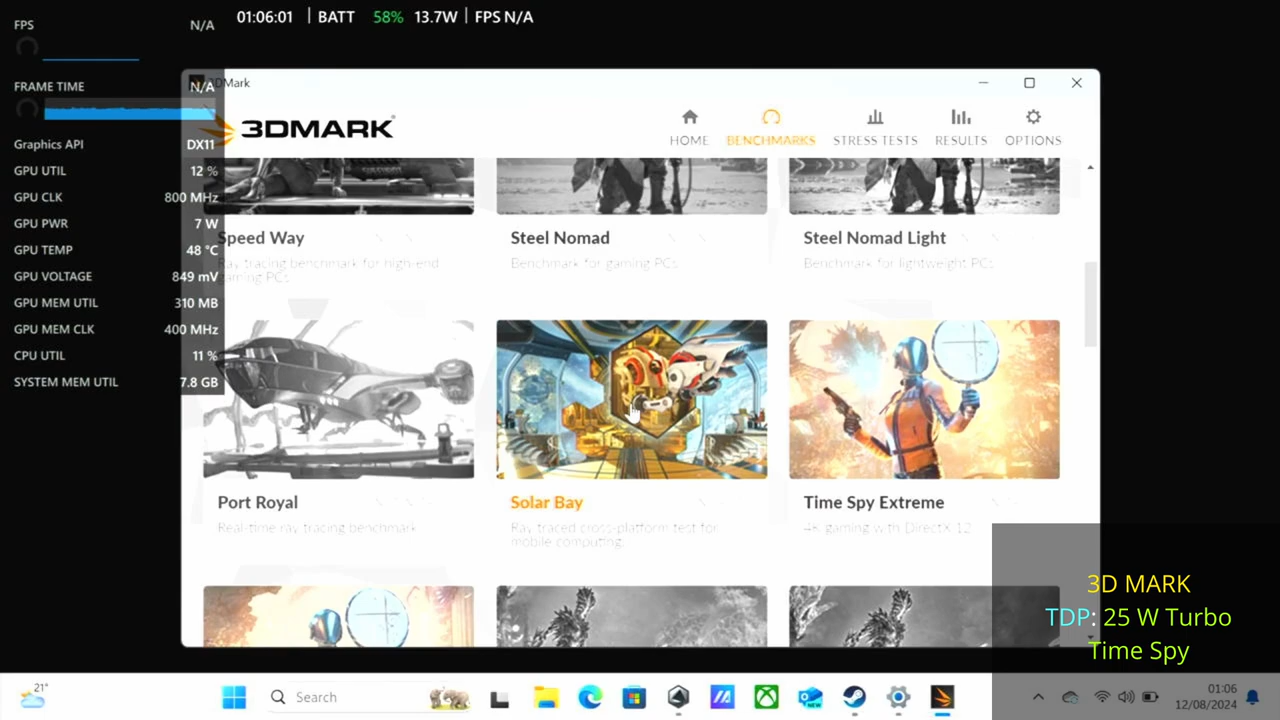 01:06:01 | BATT 58% 13.7W | FPS N/A
FPS N/A
FRAME TIME N/A
Graphics API DX11
GPU UTIL 12 %
GPU CLK 800 MHz
GPU PWR 7 W
GPU TEMP 48 °C
GPU VOLTAGE 849 mV
GPU MEM UTIL 310 MB
GPU MEM CLK 400 MHz
CPU UTIL 11 %
SYSTEM MEM UTIL 7.8 GB
3DMark
3DMARK
HOME BENCHMARKS STRESS TESTS RESULTS OPTIONS
Speed Way
Ray tracing benchmark for high-end
gaming PCs.
Steel Nomad
Benchmark for gaming PCs.
Steel Nomad Light
Benchmark for lightweight PCs.
Port Royal
Real-time ray tracing benchmark.
Solar Bay
Ray traced cross-platform test for
mobile computing.
Time Spy Extreme
4K gaming with DirectX 12
3D MARK
TDP: 25 W Turbo
Time Spy
21°
Search
NEW
01:06
12/08/2024